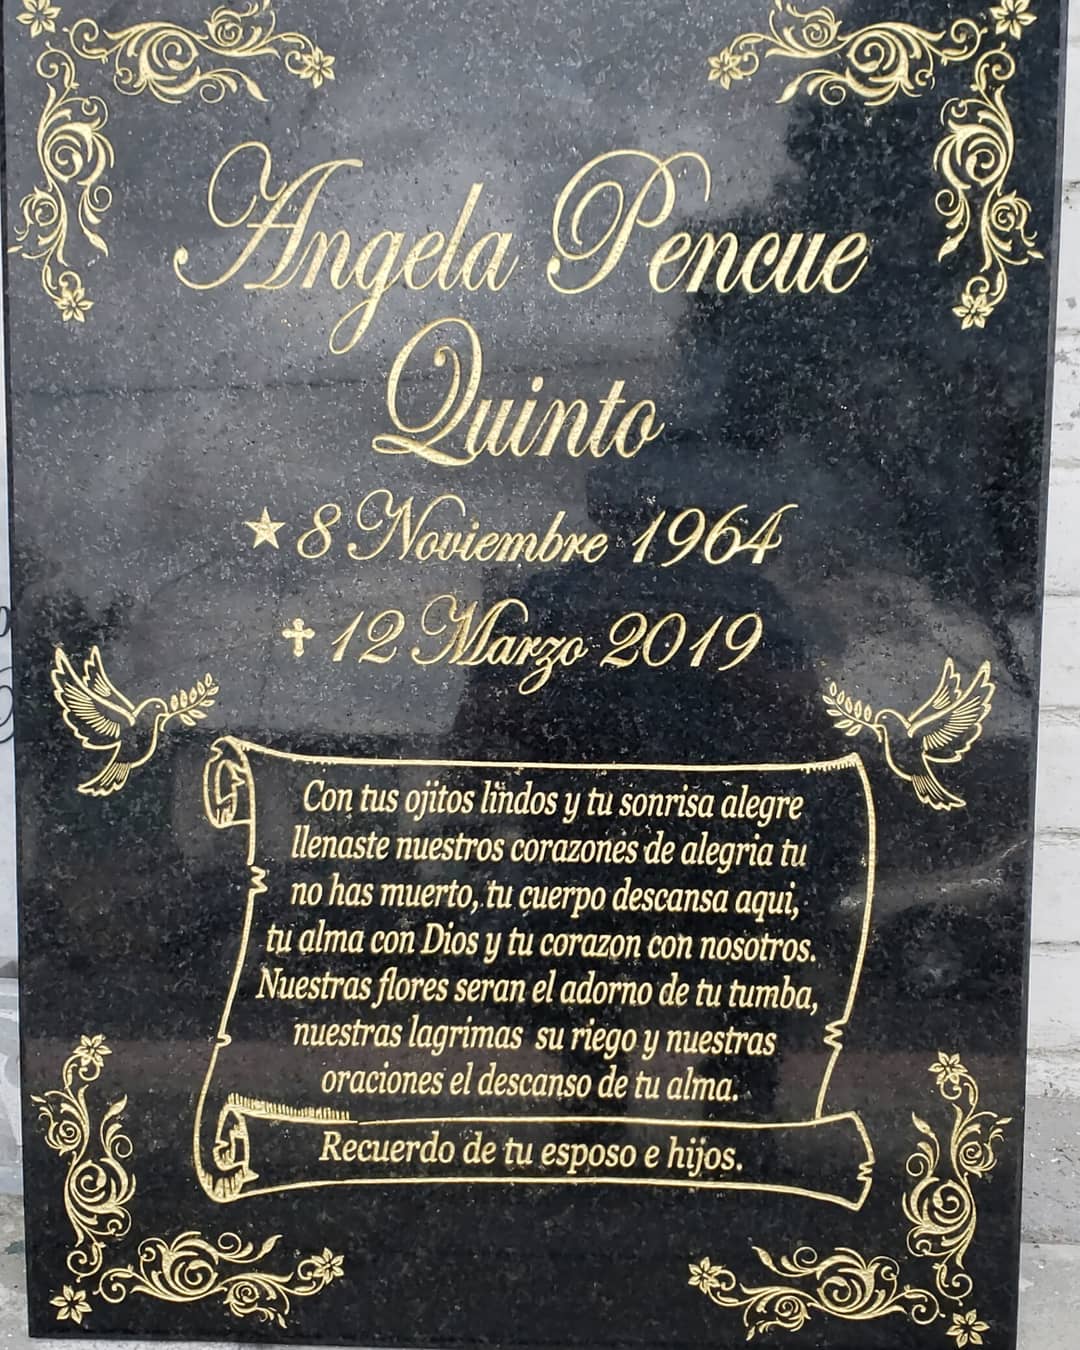 Angela Pencue
Quinto
8 Noviembre 1964
12 Marzo 2019
Con tus ojitos lindos y tu sonrisa alegre
llenaste nuestros corazones de alegria tu
no has muerto, tu cuerpo descansa aqui,
tu alma con Dios y tu corazon con nosotros.
Nuestras flores seran el adorno de tu tumba,
nuestras lagrimas su riego y nuestras
oraciones el descanso de tu alma.
Recuerdo de tu esposo e hijos.